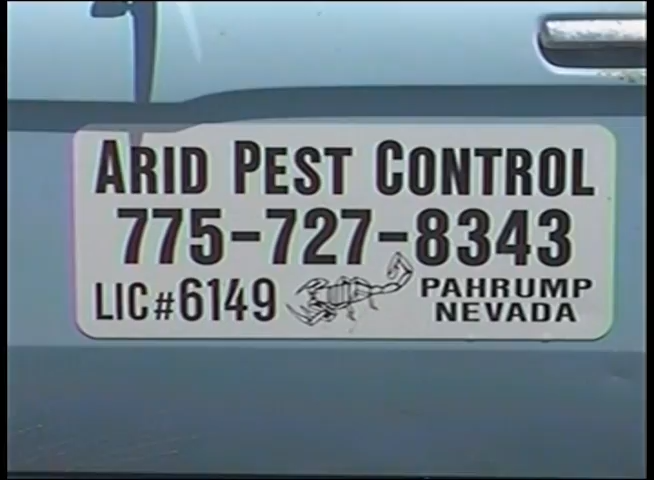 ARID PEST CONTROL
775-727-8343
LIC#6149
PAHRUMP
NEVADA